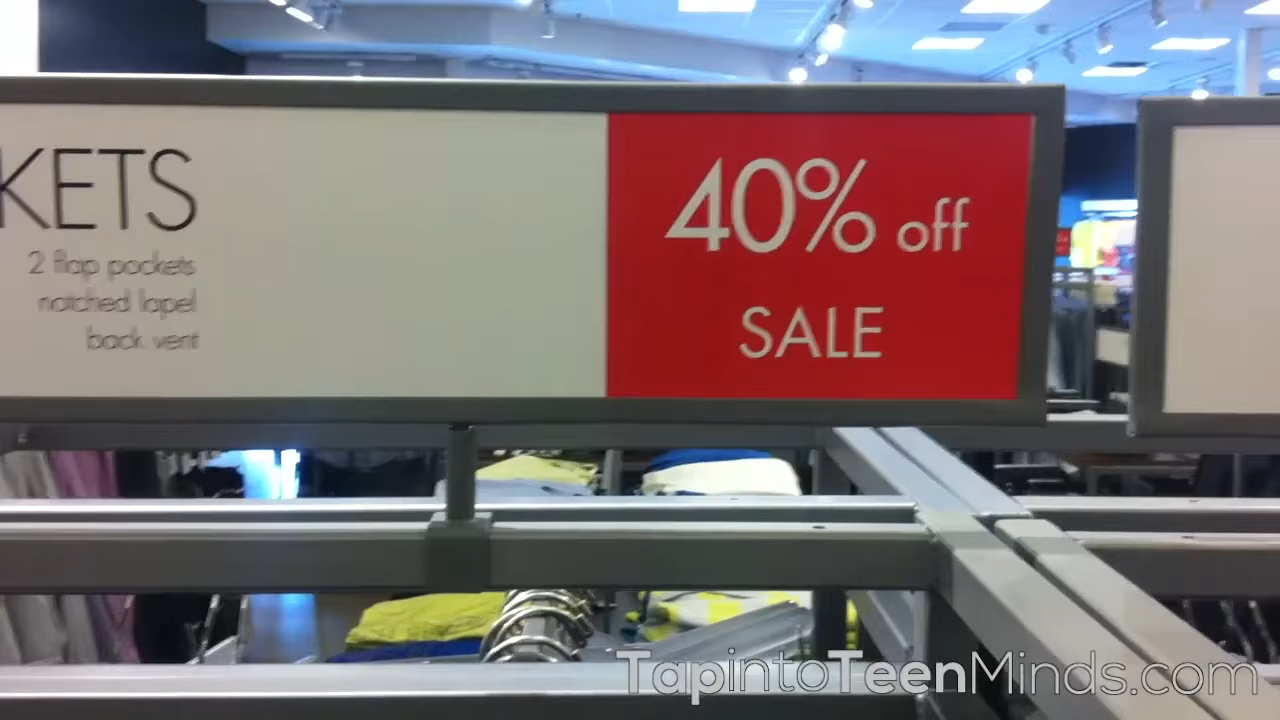 KETS
2 flap pockets
notched lapel
back vent
40% off
SALE
TapintoTeenMinds.com